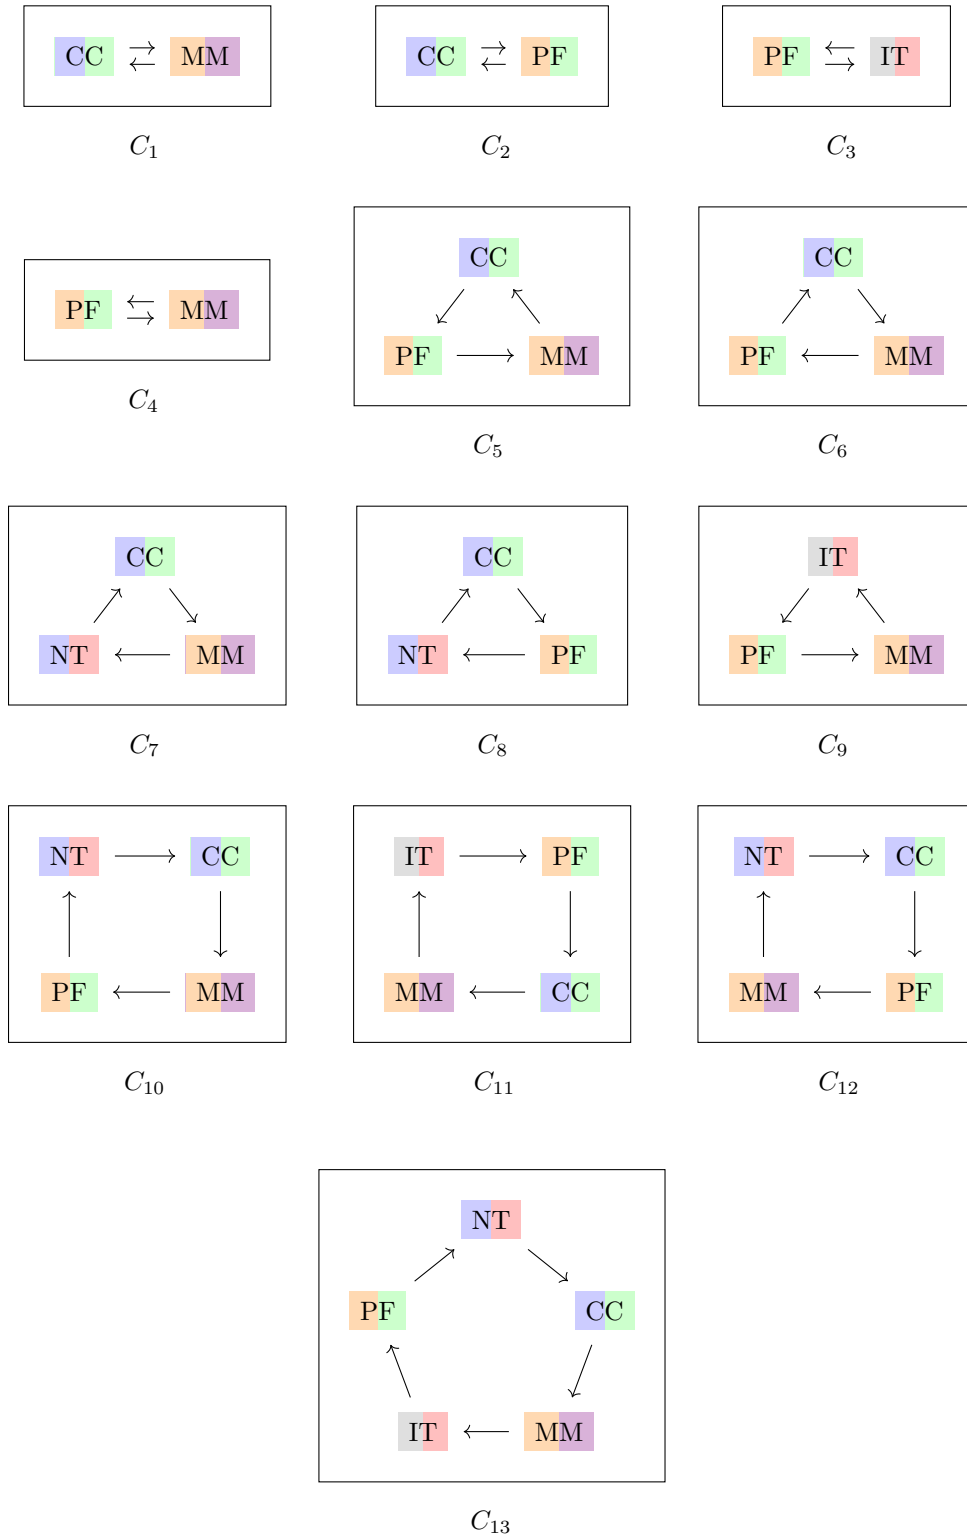 CC MM CC PF PF IT
C1 C2 C3
CC CC
PF MM
PF MM PF MM
C4
C5 C6
CC CC IT
NT MM NT PF PF MM
C7 C8 C9
NT CC IT PF NT CC
PF MM MM CC MM PF
C10 C11 C12
NT
PF CC
IT MM
C13